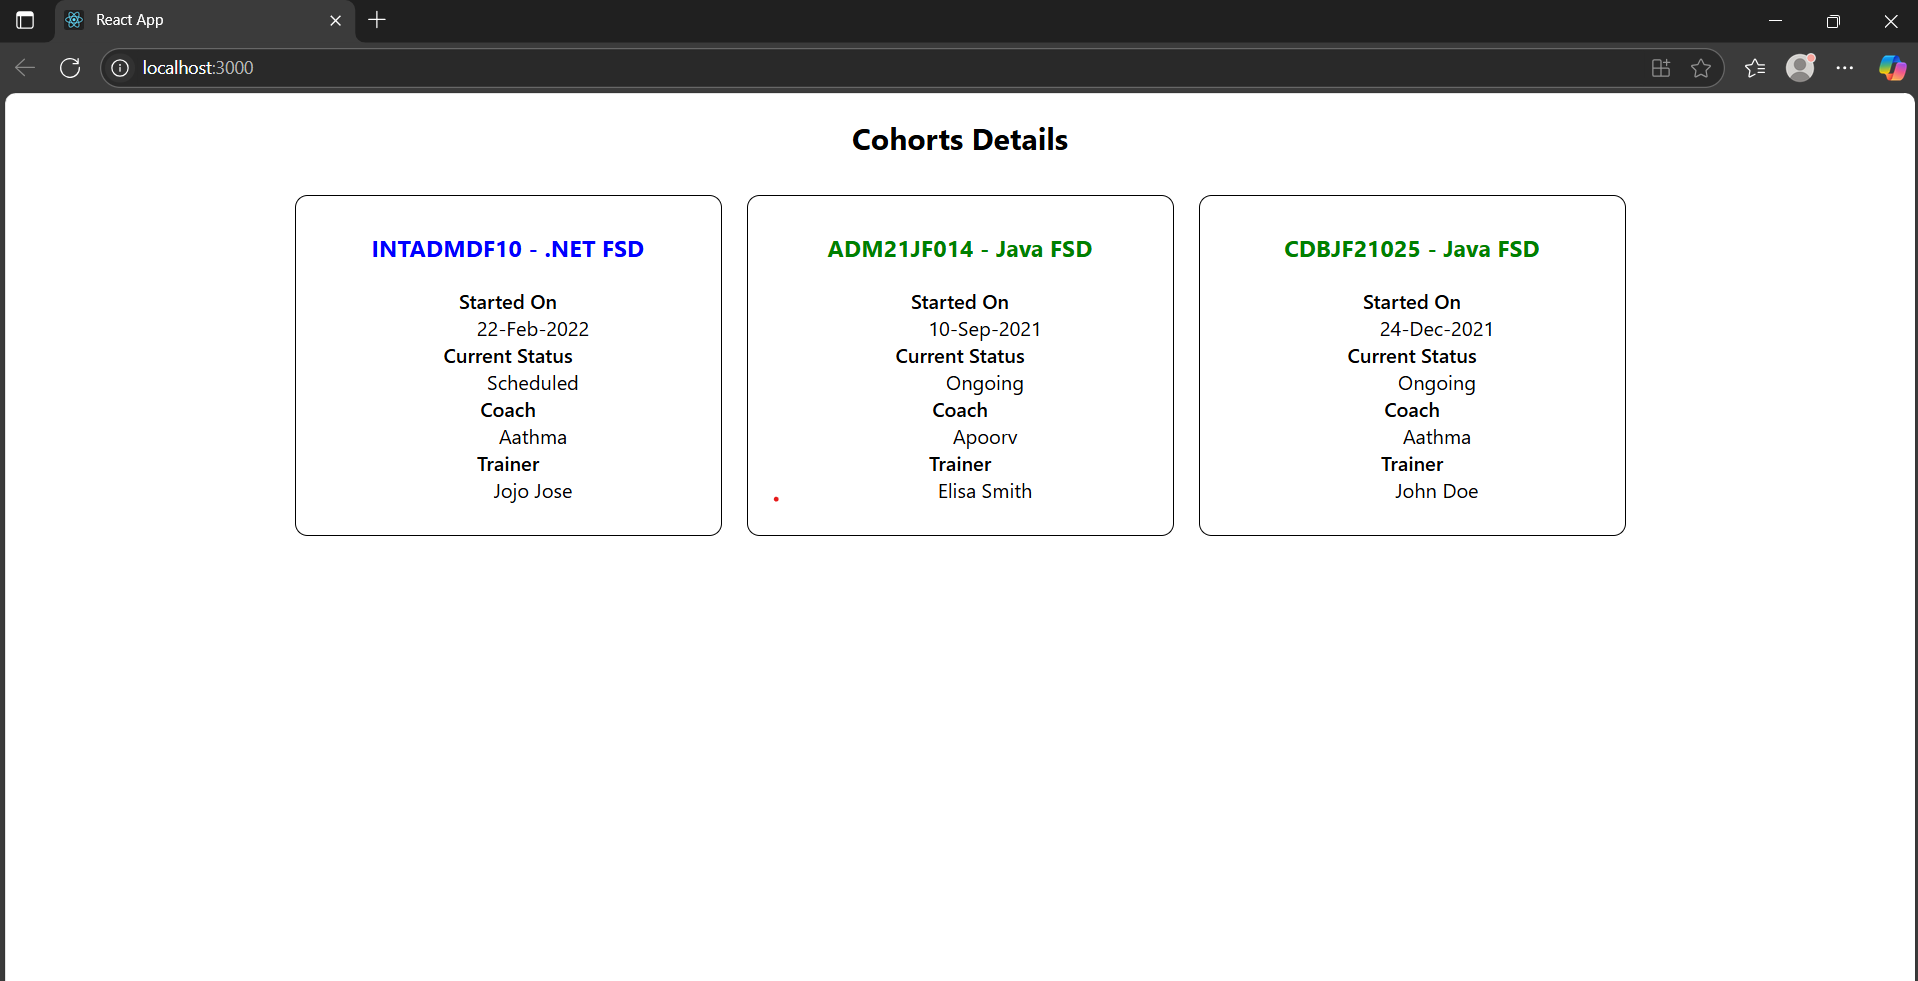 React App
localhost:3000
Cohorts Details
INTADMDF10 - .NET FSD
Started On
22-Feb-2022
Current Status
Scheduled
Coach
Aathma
Trainer
Jojo Jose
ADM21JF014 - Java FSD
Started On
10-Sep-2021
Current Status
Ongoing
Coach
Apoorv
Trainer
Elisa Smith
CDBJF21025 - Java FSD
Started On
24-Dec-2021
Current Status
Ongoing
Coach
Aathma
Trainer
John Doe